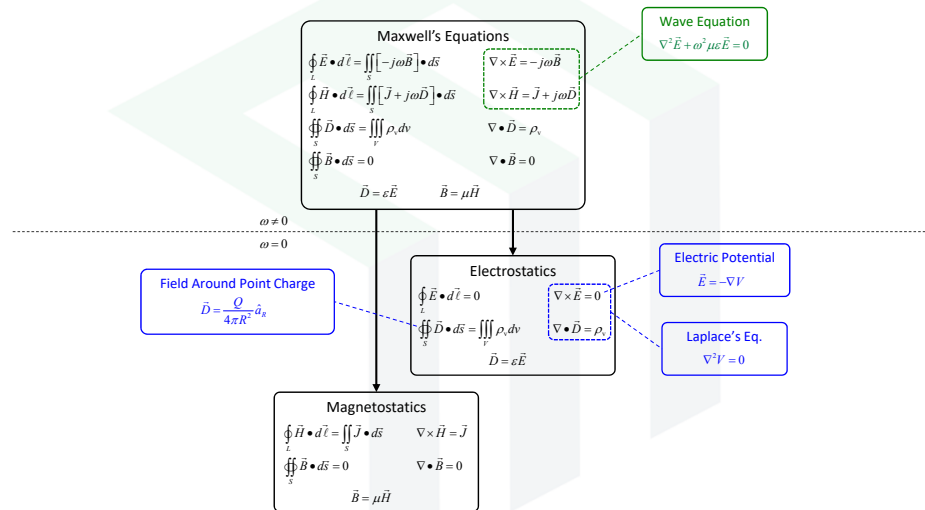 Wave Equation
∇²E⃗ + ω²μεE⃗ = 0
Maxwell's Equations
∮_L E⃗ • dℓ⃗ = ∬_S [−jωB⃗] • ds⃗    ∇ × E⃗ = −jωB⃗
∮_L H⃗ • dℓ⃗ = ∬_S [J⃗ + jωD⃗] • ds⃗    ∇ × H⃗ = J⃗ + jωD⃗
∯_S D⃗ • ds⃗ = ∭_V ρ_v dv    ∇ • D⃗ = ρ_v
∯_S B⃗ • ds⃗ = 0    ∇ • B⃗ = 0
D⃗ = εE⃗    B⃗ = μH⃗
ω ≠ 0
ω = 0
Field Around Point Charge
D⃗ = Q / 4πR² â_R
Electrostatics
∮_L E⃗ • dℓ⃗ = 0    ∇ × E⃗ = 0
∯_S D⃗ • ds⃗ = ∭_V ρ_v dv    ∇ • D⃗ = ρ_v
D⃗ = εE⃗
Electric Potential
E⃗ = −∇V
Laplace's Eq.
∇²V = 0
Magnetostatics
∮_L H⃗ • dℓ⃗ = ∬_S J⃗ • ds⃗    ∇ × H⃗ = J⃗
∯_S B⃗ • ds⃗ = 0    ∇ • B⃗ = 0
B⃗ = μH⃗